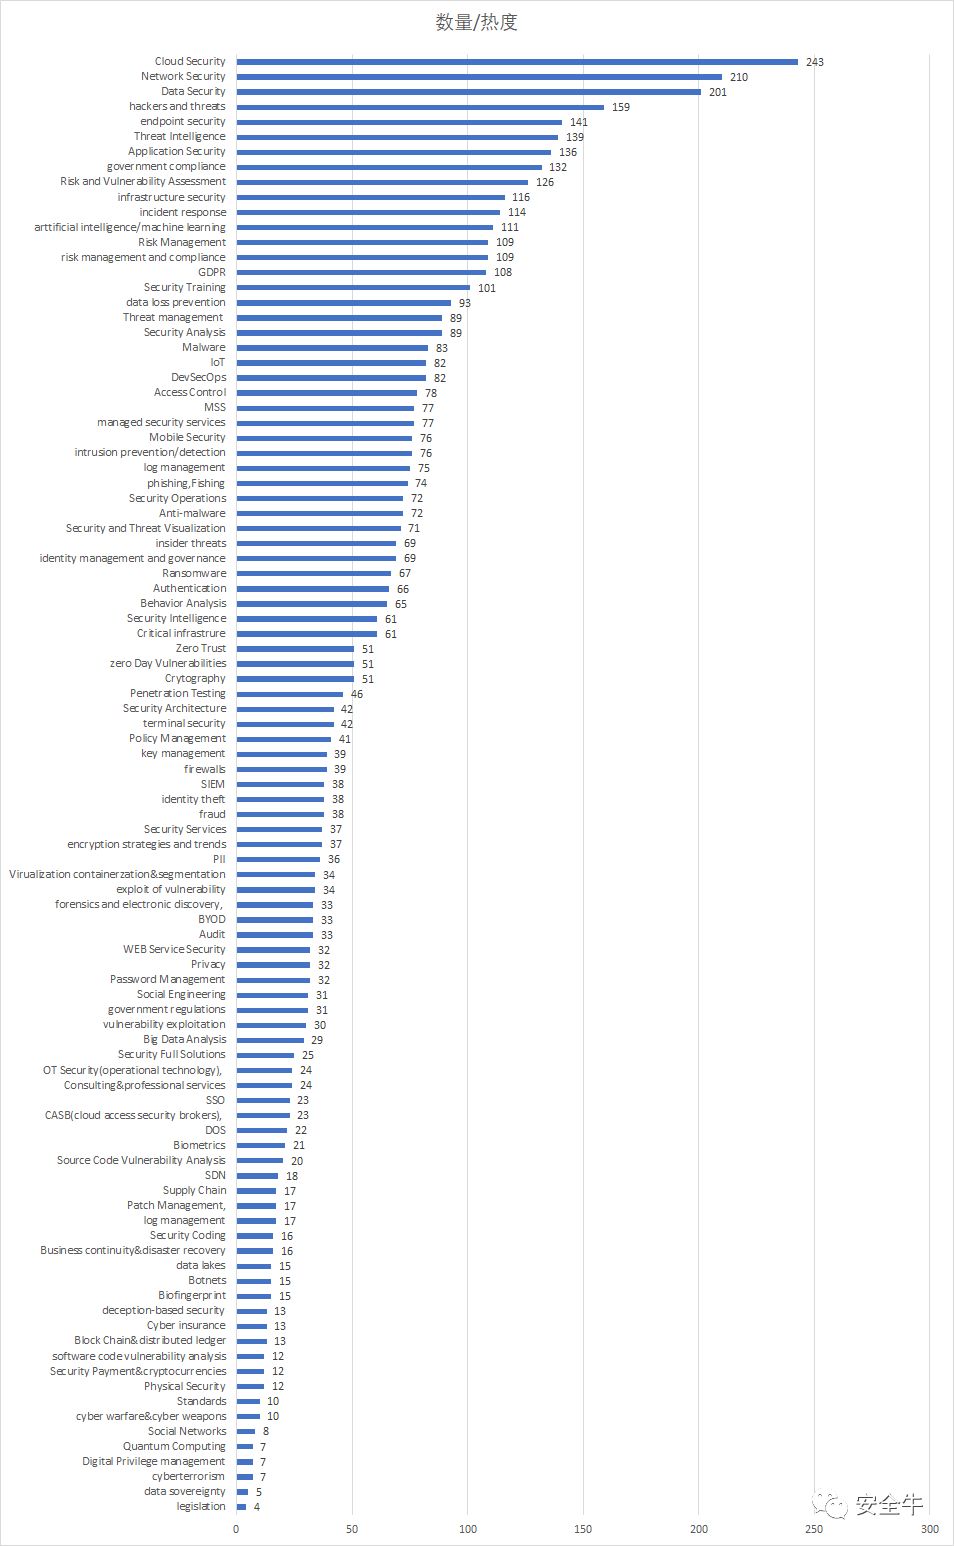 数量/热度
Cloud Security 243
Network Security 210
Data Security 201
hackers and threats 159
endpoint security 141
Threat Intelligence 139
Application Security 136
government compliance 132
Risk and Vulnerability Assessment 126
infrastructure security 116
incident response 114
arttificial intelligence/machine learning 111
Risk Management 109
risk management and compliance 109
GDPR 108
Security Training 101
data loss prevention 93
Threat management 89
Security Analysis 89
Malware 83
IoT 82
DevSecOps 82
Access Control 78
MSS 77
managed security services 77
Mobile Security 76
intrusion prevention/detection 76
log management 75
phishing,Fishing 74
Security Operations 72
Anti-malware 72
Security and Threat Visualization 71
insider threats 69
identity management and governance 69
Ransomware 67
Authentication 66
Behavior Analysis 65
Security Intelligence 61
Critical infrastrure 61
Zero Trust 51
zero Day Vulnerabilities 51
Crytography 51
Penetration Testing 46
Security Architecture 42
terminal security 42
Policy Management 41
key management 39
firewalls 39
SIEM 38
identity theft 38
fraud 38
Security Services 37
encryption strategies and trends 37
PII 36
Virualization containerzation&segmentation 34
exploit of vulnerability 34
forensics and electronic discovery, 33
BYOD 33
Audit 33
WEB Service Security 32
Privacy 32
Password Management 32
Social Engineering 31
government regulations 31
vulnerability exploitation 30
Big Data Analysis 29
Security Full Solutions 25
OT Security(operational technology), 24
Consulting&professional services 24
SSO 23
CASB(cloud access security brokers), 23
DOS 22
Biometrics 21
Source Code Vulnerability Analysis 20
SDN 18
Supply Chain 17
Patch Management, 17
log management 17
Security Coding 16
Business continuity&disaster recovery 16
data lakes 15
Botnets 15
Biofingerprint 15
deception-based security 13
Cyber insurance 13
Block Chain&distributed ledger 13
software code vulnerability analysis 12
Security Payment&cryptocurrencies 12
Physical Security 12
Standards 10
cyber warfare&cyber weapons 10
Social Networks 8
Quantum Computing 7
Digital Privilege management 7
cyberterrorism 7
data sovereignty 5
legislation 4
安全牛
0 50 100 150 200 250 300